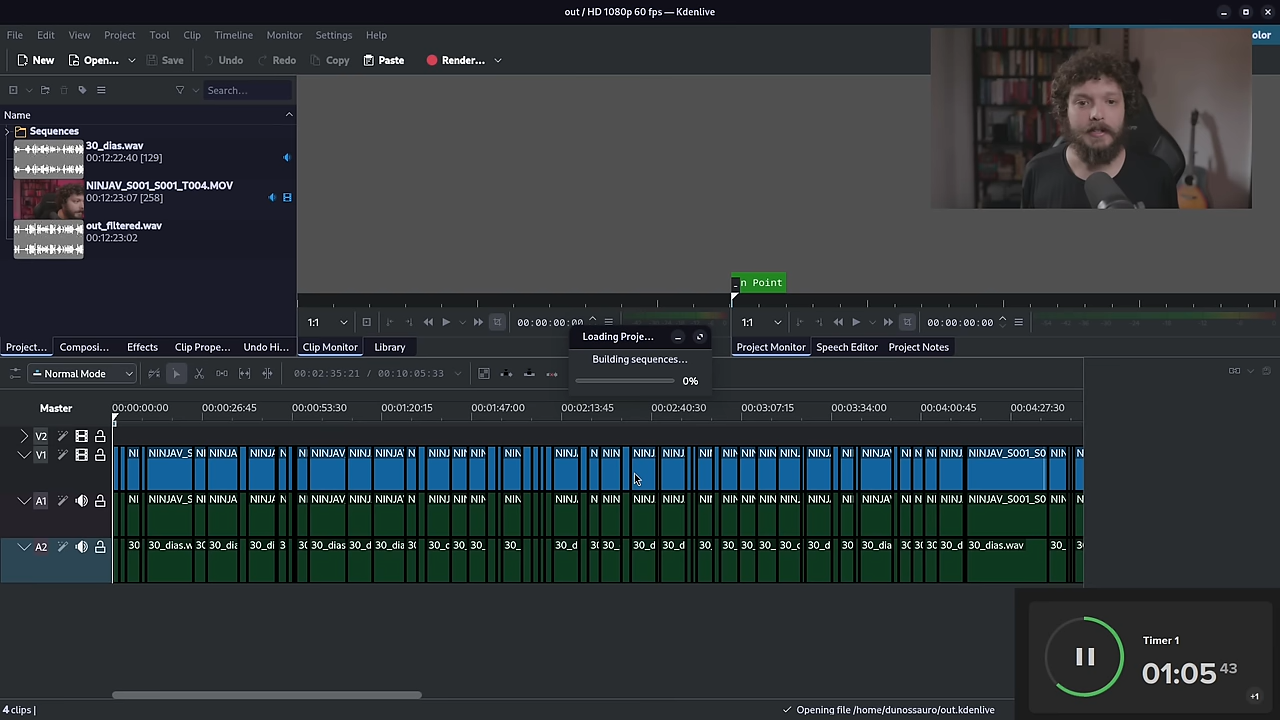 out / HD 1080p 60 fps — Kdenlive
File Edit View Project Tool Clip Timeline Monitor Settings Help
olor
New Open... Save Undo Redo Copy Paste Render...
Search...
Name
Sequences
30_dias.wav
00:12:22:40 [129]
NINJAV_S001_S001_T004.MOV
00:12:23:07 [258]
out_filtered.wav
00:12:23:02
n Point
1:1 00:00:00:00 1:1 00:00:00:00
Project... Composi... Effects Clip Prope... Undo Hi... Clip Monitor Library Project Monitor Speech Editor Project Notes
Loading Proje...
Building sequences...
0%
Normal Mode 00:02:35:21 / 00:10:05:33
Master 00:00:00:00 00:00:26:45 00:00:53:30 00:01:20:15 00:01:47:00 00:02:13:45 00:02:40:30 00:03:07:15 00:03:34:00 00:04:00:45 00:04:27:30
V2
V1 NINJAV_S NINJAV_S001_S0
A1 NINJAV_S NINJAV_S001_S0
A2 30_dias.w 30_dias 30_dias.wav
Timer 1
01:05 43
+1
4 clips | Opening file /home/dunossauro/out.kdenlive